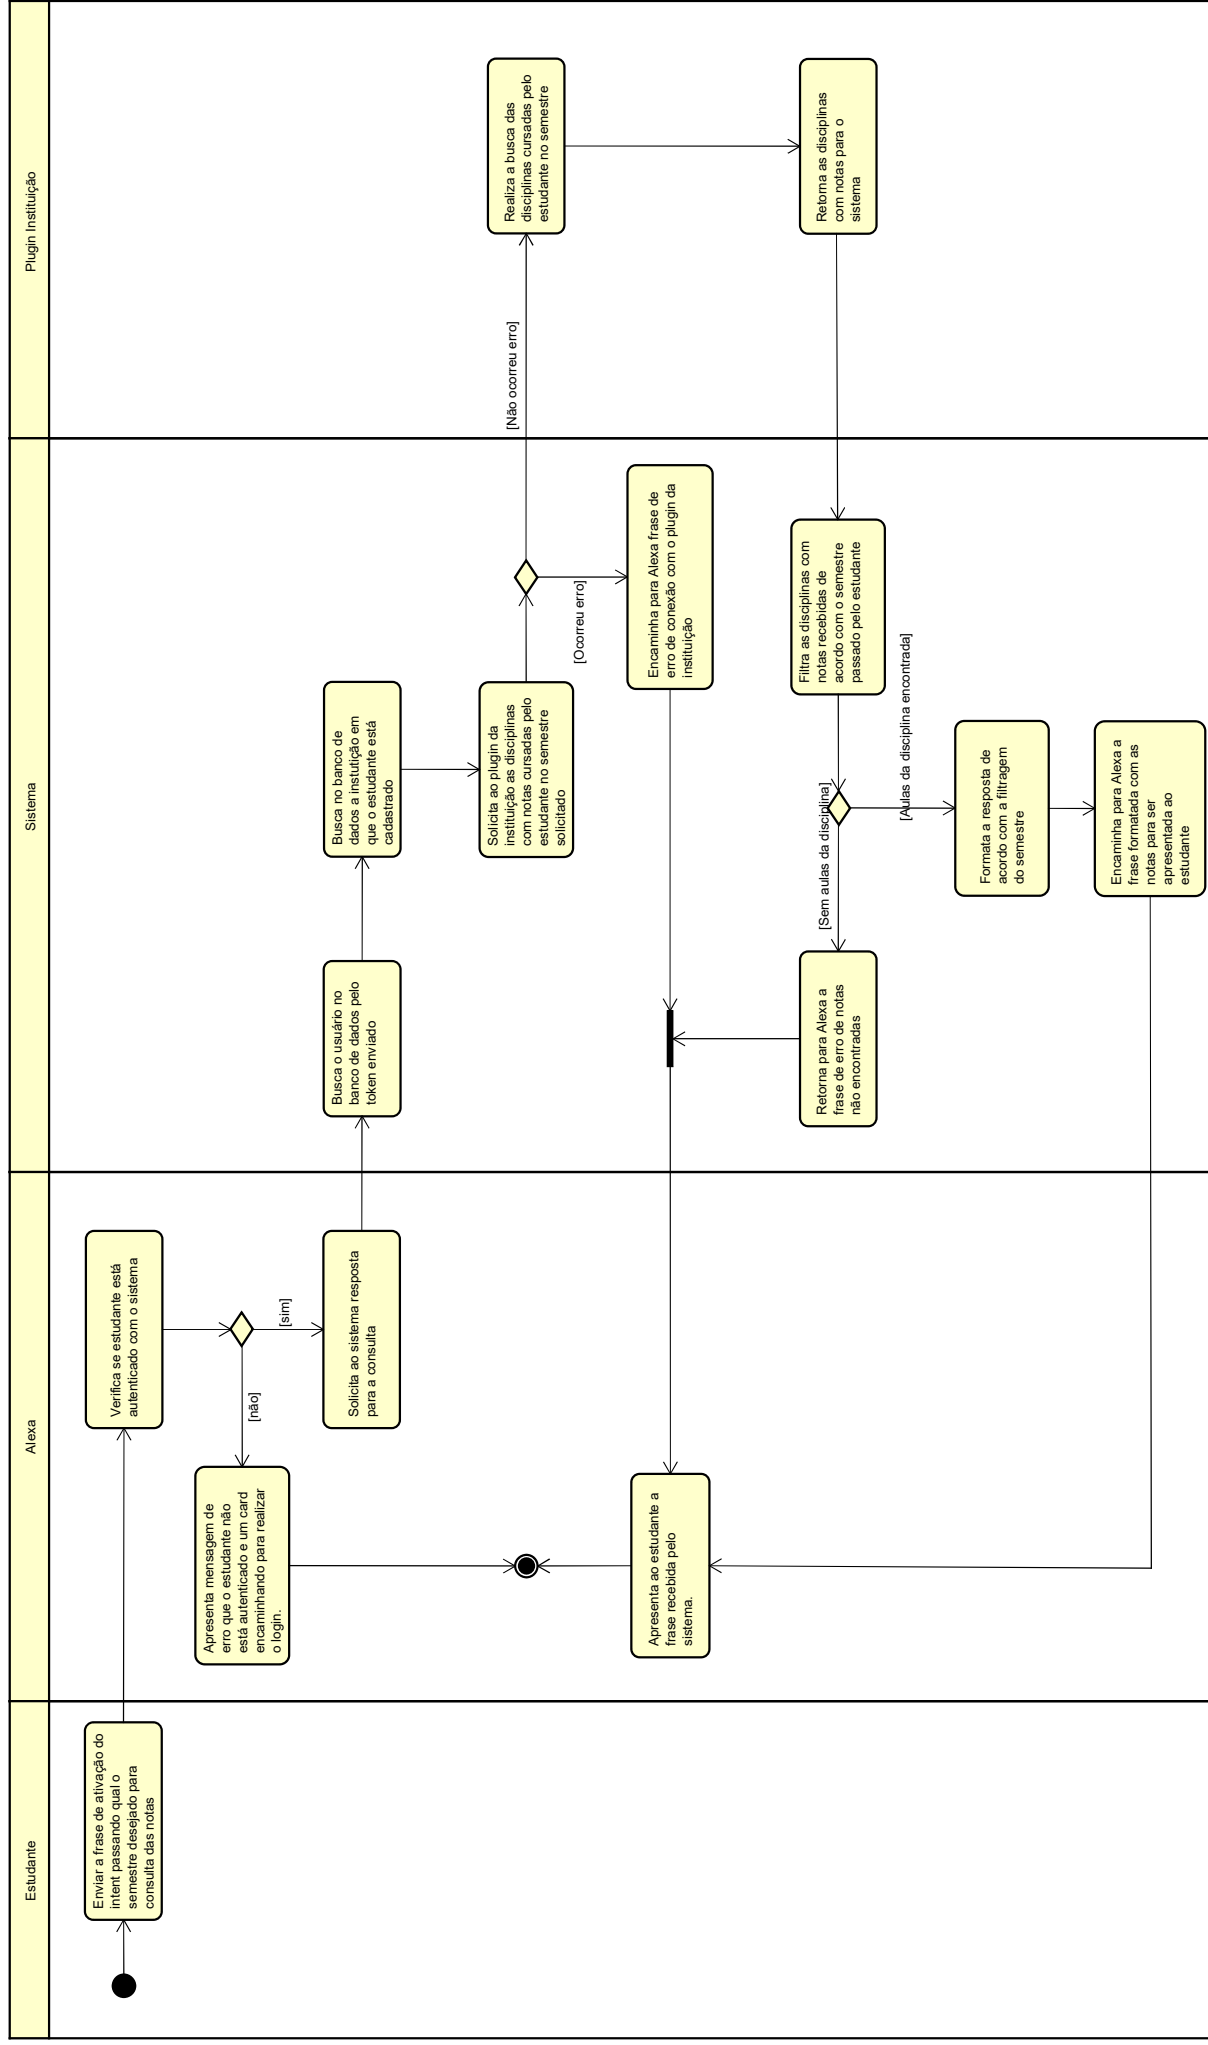 Estudante
Alexa
Sistema
Plugin Instituição
Enviar a frase de ativação do
intent passando qual o
semestre desejado para
consulta das notas
Verifica se estudante está
autenticado com o sistema
[não]
[sim]
Apresenta mensagem de
erro que o estudante não
está autenticado e um card
encaminhando para realizar
o login.
Solicita ao sistema resposta
para a consulta
Busca o usuário no
banco de dados pelo
token enviado
Busca no banco de
dados a instutição em
que o estudante está
cadastrado
Solicita ao plugin da
instituição as disciplinas
com notas cursadas pelo
estudante no semestre
solicitado
[Não ocorreu erro]
[Ocorreu erro]
Realiza a busca das
disciplinas cursadas pelo
estudante no semestre
Encaminha para Alexa frase de
erro de conexão com o plugin da
instituição
Retorna as disciplinas
com notas para o
sistema
Filtra as disciplinas com
notas recebidas de
acordo com o semestre
passado pelo estudante
[Sem aulas da disciplina]
[Aulas da disciplina encontrada]
Retorna para Alexa a
frase de erro de notas
não encontradas
Formata a resposta de
acordo com a filtragem
do semestre
Encaminha para Alexa a
frase formatada com as
notas para ser
apresentada ao
estudante
Apresenta ao estudante a
frase recebida pelo
sistema.